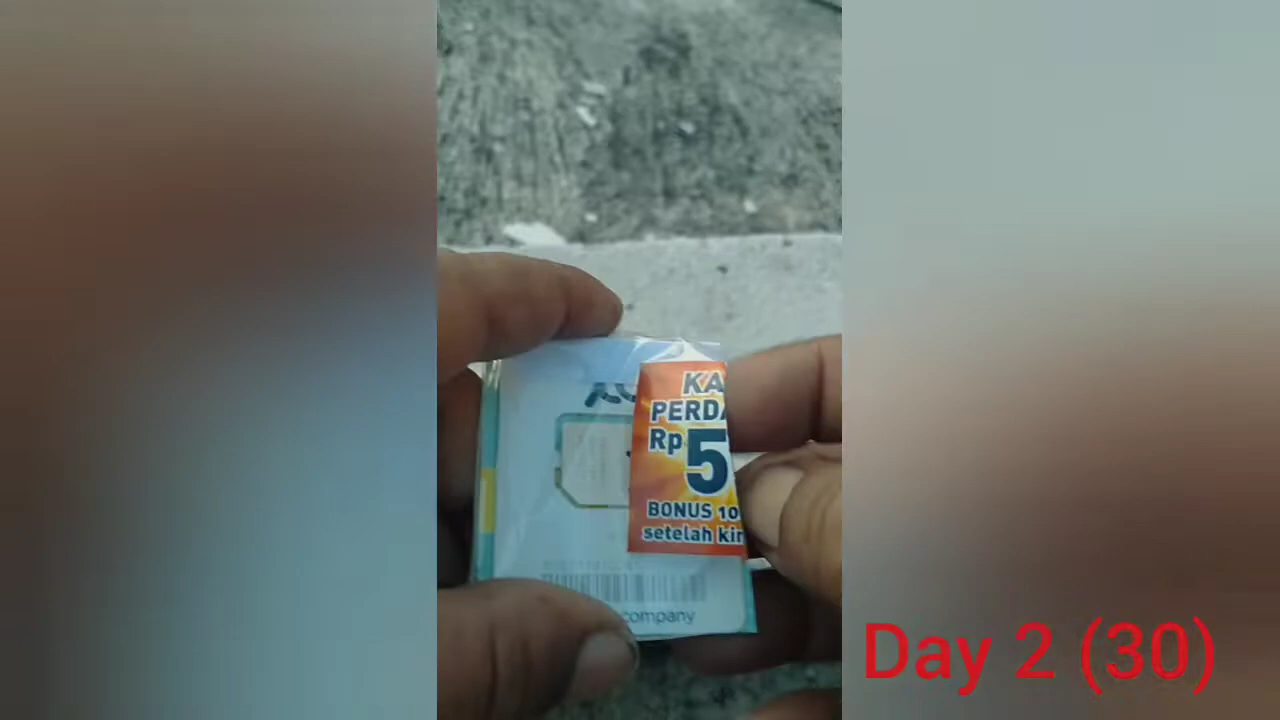 KA
PERDA
Rp 5
BONUS 10
setelah kin
company
Day 2 (30)